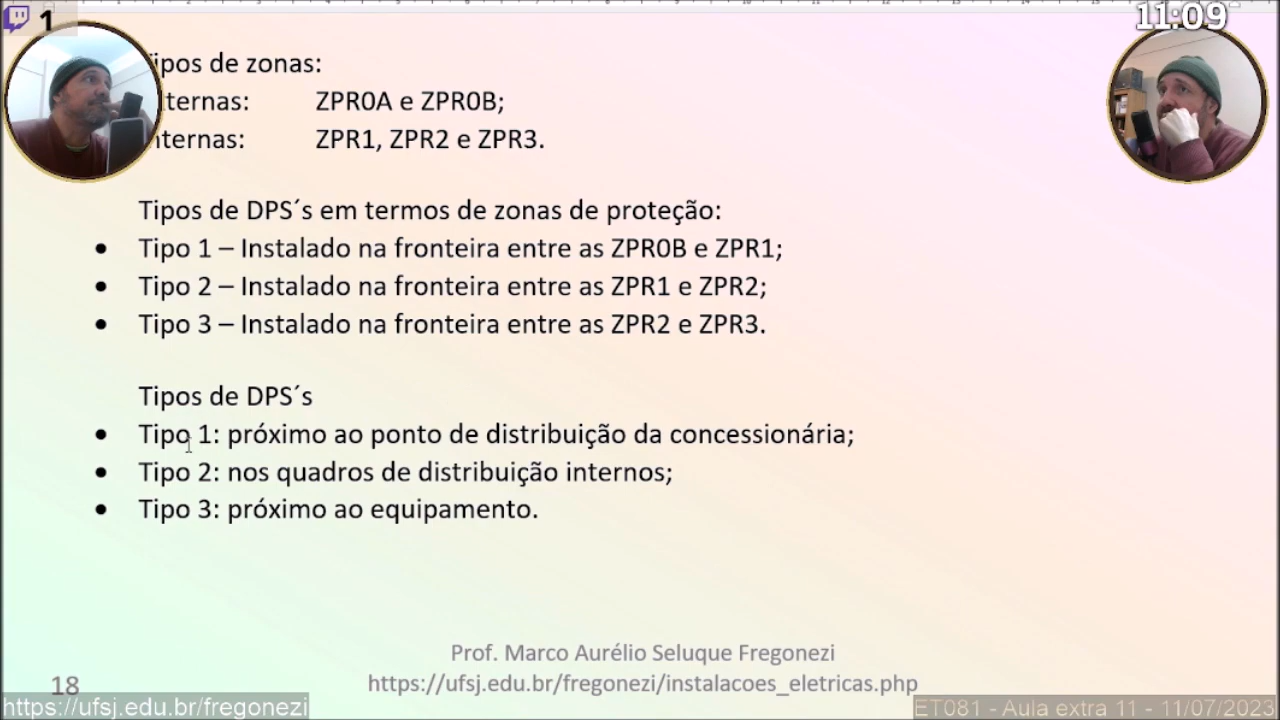 1
11:09
ipos de zonas:
ternas: ZPR0A e ZPR0B;
nternas: ZPR1, ZPR2 e ZPR3.
Tipos de DPS´s em termos de zonas de proteção:
• Tipo 1 – Instalado na fronteira entre as ZPR0B e ZPR1;
• Tipo 2 – Instalado na fronteira entre as ZPR1 e ZPR2;
• Tipo 3 – Instalado na fronteira entre as ZPR2 e ZPR3.
Tipos de DPS´s
• Tipo 1: próximo ao ponto de distribuição da concessionária;
• Tipo 2: nos quadros de distribuição internos;
• Tipo 3: próximo ao equipamento.
Prof. Marco Aurélio Seluque Fregonezi
https://ufsj.edu.br/fregonezi/instalacoes_eletricas.php
18
https://ufsj.edu.br/fregonezi
ET081 - Aula extra 11 - 11/07/2023